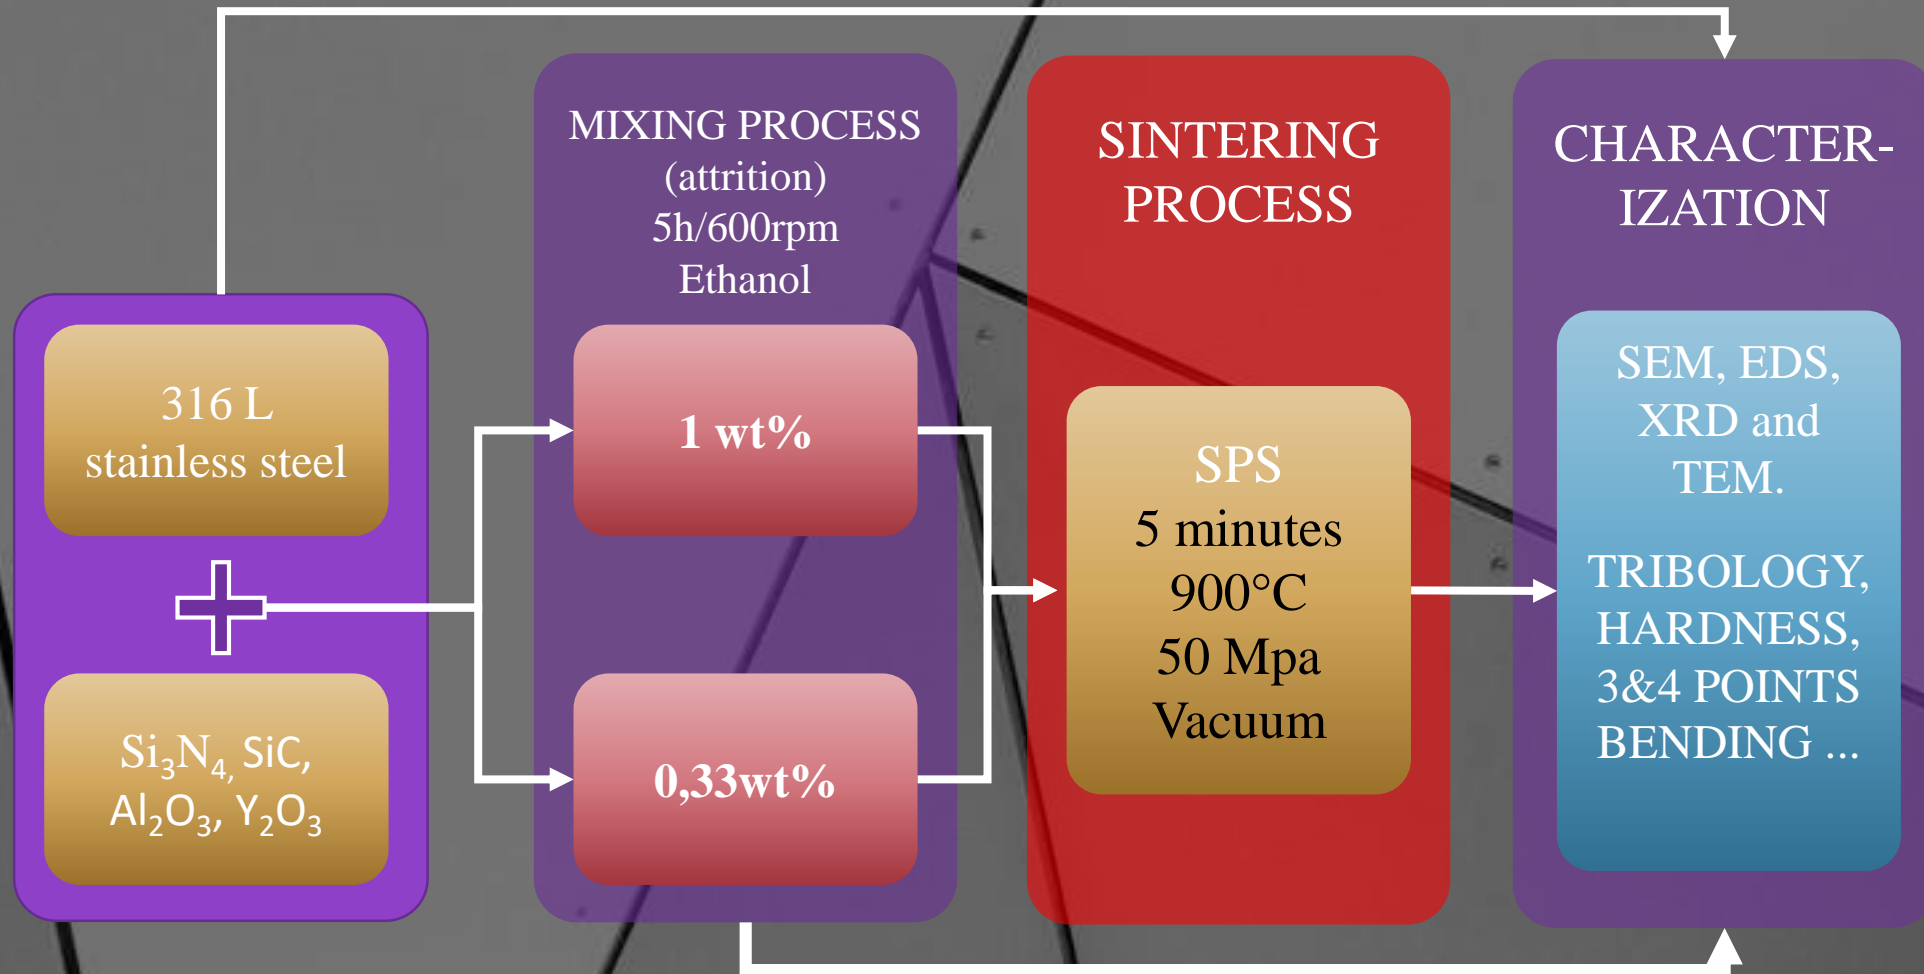 316 L
stainless steel
Si₃N₄, SiC,
Al₂O₃, Y₂O₃
MIXING PROCESS
(attrition)
5h/600rpm
Ethanol
1 wt%
0,33wt%
SINTERING
PROCESS
SPS
5 minutes
900°C
50 Mpa
Vacuum
CHARACTER-
IZATION
SEM, EDS,
XRD and
TEM.
TRIBOLOGY,
HARDNESS,
3&4 POINTS
BENDING ...